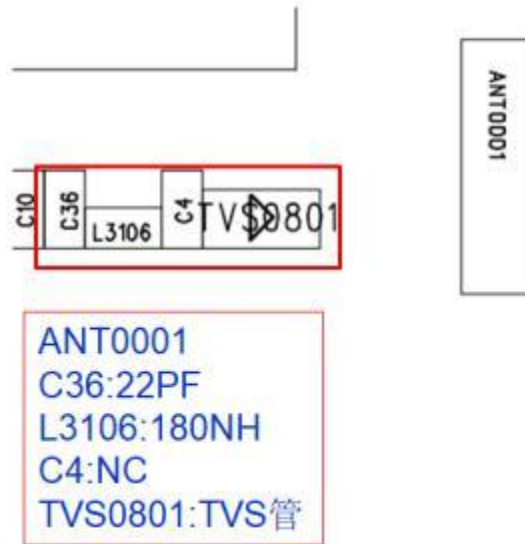 ANT0001
C10
C36
L3106
C4
TVS0801
ANT0001
C36:22PF
L3106:180NH
C4:NC
TVS0801:TVS管